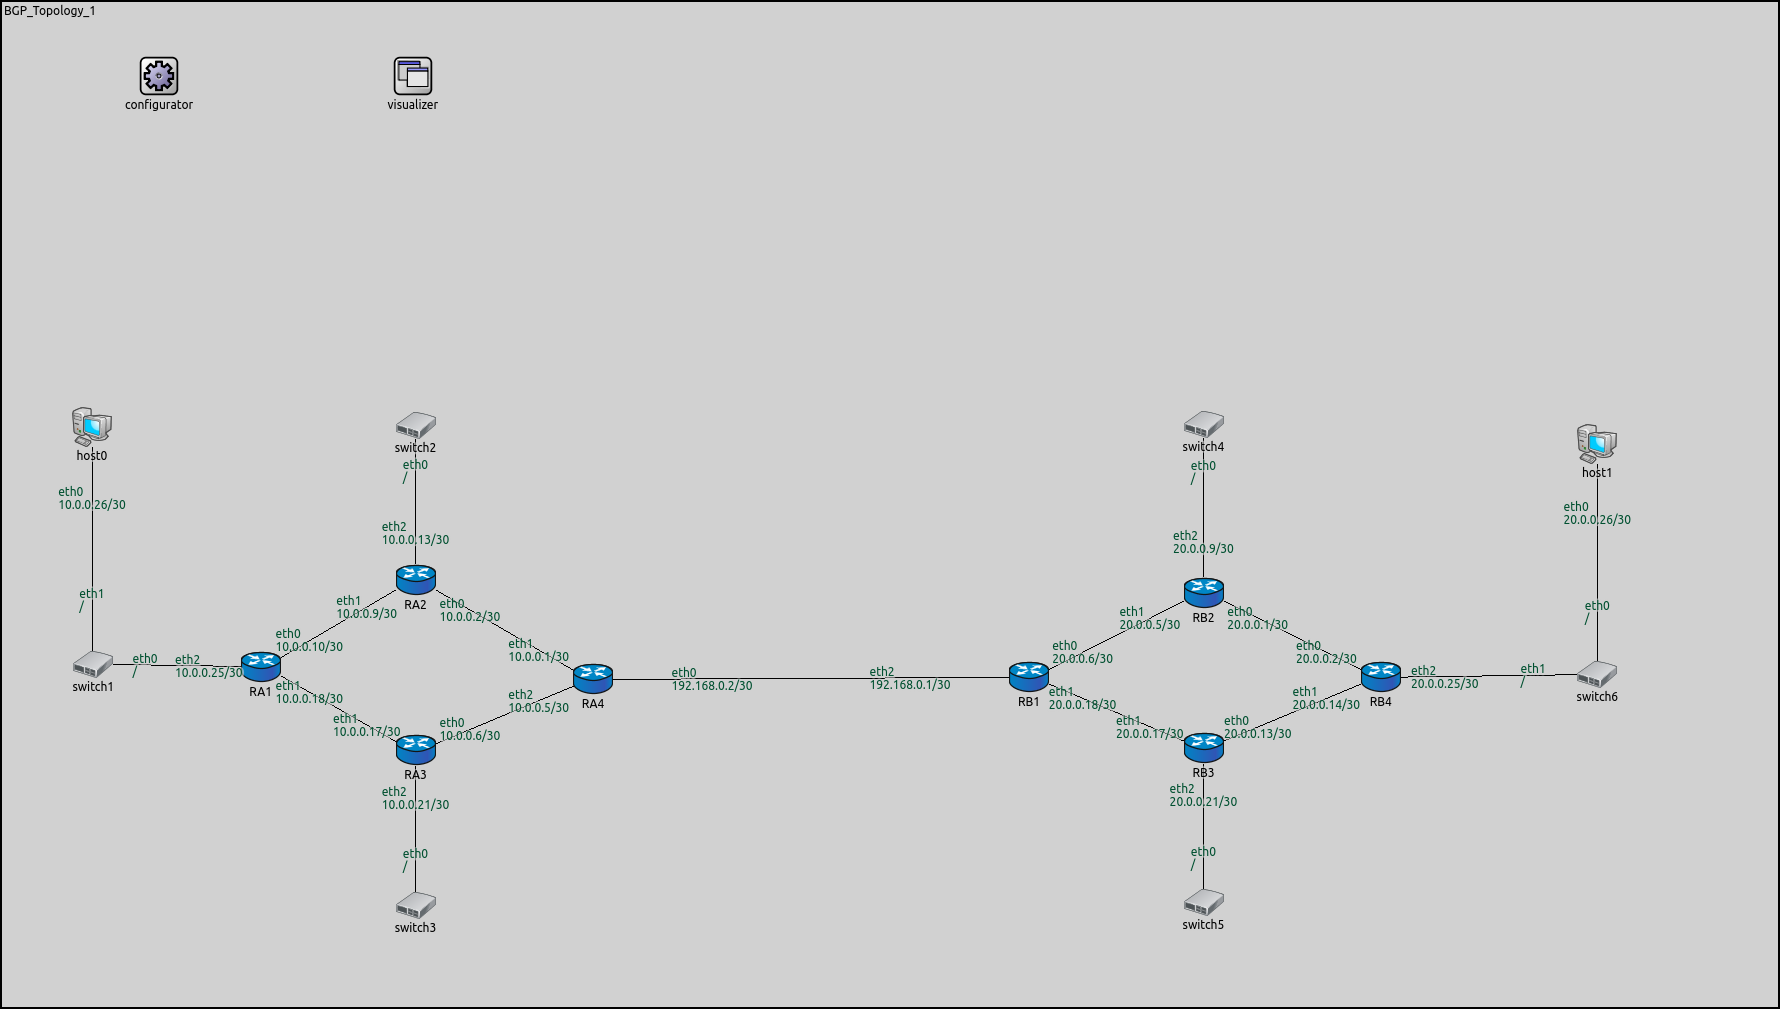 BGP_Topology_1
configurator
visualizer
host0
eth0
10.0.0.26/30
eth1
/
switch1
eth0
/
eth2
10.0.0.25/30
RA1
eth0
10.0.0.10/30
eth1
10.0.0.18/30
switch2
eth0
/
eth2
10.0.0.13/30
RA2
eth1
10.0.0.9/30
eth0
10.0.0.2/30
eth1
10.0.0.17/30
eth0
10.0.0.6/30
RA3
eth2
10.0.0.21/30
eth0
/
switch3
eth1
10.0.0.1/30
eth2
10.0.0.5/30
RA4
eth0
192.168.0.2/30
eth2
192.168.0.1/30
RB1
eth0
20.0.0.6/30
eth1
20.0.0.18/30
switch4
eth0
/
eth2
20.0.0.9/30
RB2
eth1
20.0.0.5/30
eth0
20.0.0.1/30
eth1
20.0.0.17/30
eth0
20.0.0.13/30
RB3
eth2
20.0.0.21/30
eth0
/
switch5
eth0
20.0.0.2/30
eth1
20.0.0.14/30
RB4
eth2
20.0.0.25/30
eth1
/
switch6
host1
eth0
20.0.0.26/30
eth0
/